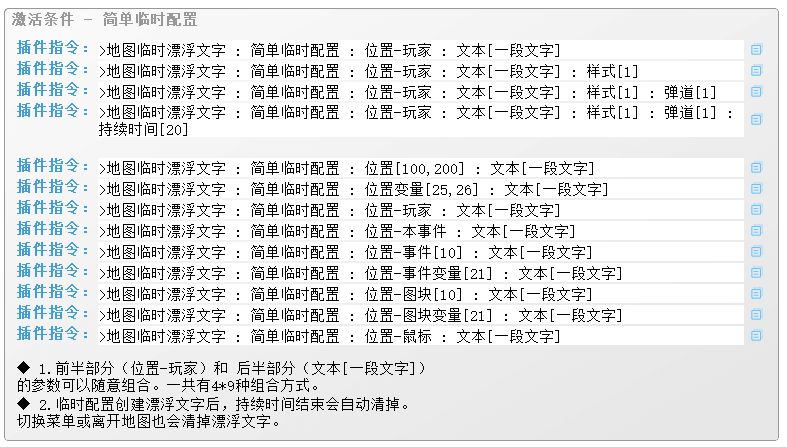 激活条件 - 简单临时配置
插件指令：>地图临时漂浮文字 : 简单临时配置 : 位置-玩家 : 文本[一段文字]
插件指令：>地图临时漂浮文字 : 简单临时配置 : 位置-玩家 : 文本[一段文字] : 样式[1]
插件指令：>地图临时漂浮文字 : 简单临时配置 : 位置-玩家 : 文本[一段文字] : 样式[1] : 弹道[1]
插件指令：>地图临时漂浮文字 : 简单临时配置 : 位置-玩家 : 文本[一段文字] : 样式[1] : 弹道[1] :
持续时间[20]
插件指令：>地图临时漂浮文字 : 简单临时配置 : 位置[100,200] : 文本[一段文字]
插件指令：>地图临时漂浮文字 : 简单临时配置 : 位置变量[25,26] : 文本[一段文字]
插件指令：>地图临时漂浮文字 : 简单临时配置 : 位置-玩家 : 文本[一段文字]
插件指令：>地图临时漂浮文字 : 简单临时配置 : 位置-本事件 : 文本[一段文字]
插件指令：>地图临时漂浮文字 : 简单临时配置 : 位置-事件[10] : 文本[一段文字]
插件指令：>地图临时漂浮文字 : 简单临时配置 : 位置-事件变量[21] : 文本[一段文字]
插件指令：>地图临时漂浮文字 : 简单临时配置 : 位置-图块[10] : 文本[一段文字]
插件指令：>地图临时漂浮文字 : 简单临时配置 : 位置-图块变量[21] : 文本[一段文字]
插件指令：>地图临时漂浮文字 : 简单临时配置 : 位置-鼠标 : 文本[一段文字]
◆ 1.前半部分（位置-玩家）和 后半部分（文本[一段文字]）
的参数可以随意组合。一共有4*9种组合方式。
◆ 2.临时配置创建漂浮文字后，持续时间结束会自动清掉。
切换菜单或离开地图也会清掉漂浮文字。